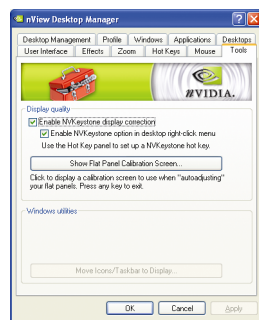 nView Desktop Manager
Desktop Management Profile Windows Applications Desktops
User Interface Effects Zoom Hot Keys Mouse Tools
NVIDIA.
Display quality
Enable NVKeystone display correction
Enable NVKeystone option in desktop right-click menu
Use the Hot Key panel to set up a NVKeystone hot key.
Show Flat Panel Calibration Screen...
Click to display a calibration screen to use when "autoadjusting"
your flat panels. Press any key to exit.
Windows utilities
Move Icons/Taskbar to Display...
OK Cancel Apply